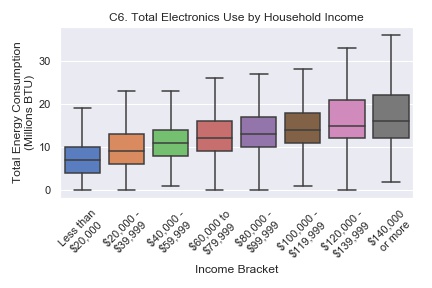 C6. Total Electronics Use by Household Income
Total Energy Consumption
(Millions BTU)
30
20
10
0
Less than
$20,000
$20,000 -
$39,999
$40,000 -
$59,999
$60,000 to
$79,999
$80,000 -
$99,999
$100,000 -
$119,999
$120,000 -
$139,999
$140,000
or more
Income Bracket